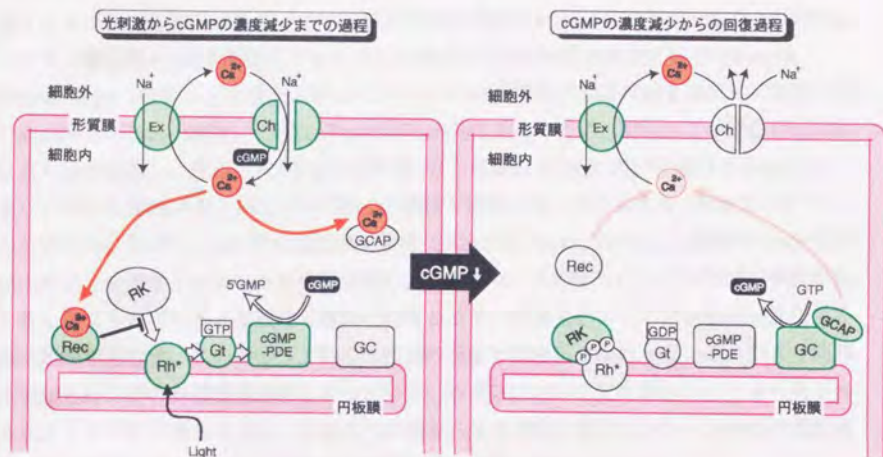 光刺激からcGMPの濃度減少までの過程
Ca2+
Na+
Na+
細胞外
形質膜
細胞内
Ex
Ch
cGMP
Ca2+
Ca2+
GCAP
RK
5'GMP
cGMP
Ca2+
Rec
GTP
Gt
cGMP
-PDE
GC
Rh*
円板膜
Light
cGMP↓
cGMPの濃度減少からの回復過程
Ca2+
Na+
Na+
細胞外
形質膜
細胞内
Ex
Ch
Ca2+
Rec
cGMP
GTP
RK
P P P
Rh*
GDP
Gt
cGMP
-PDE
GC
GCAP
円板膜